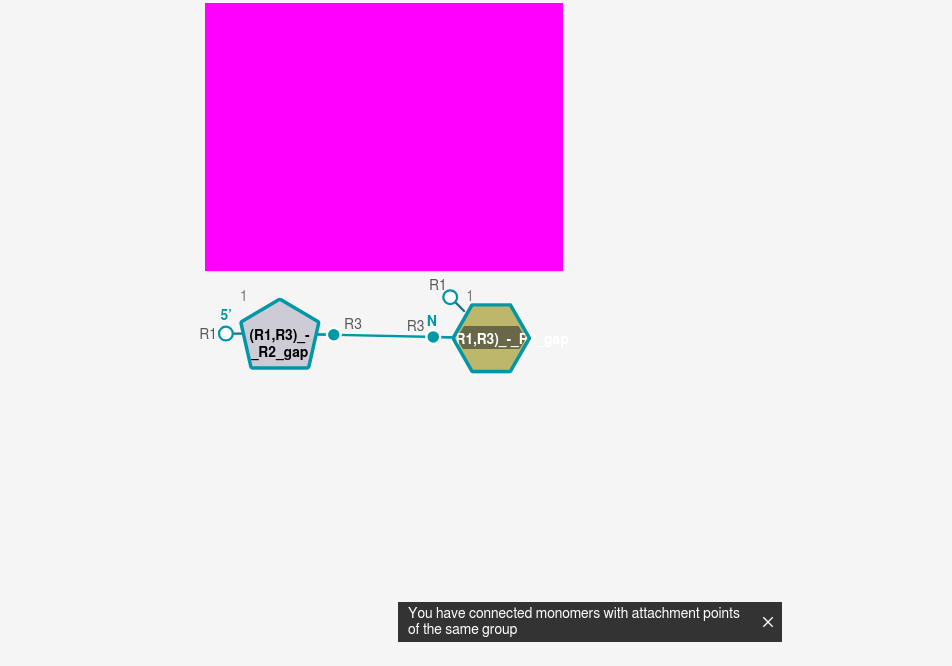 R1 1
1
5’ R3 R3 N
R1 (R1,R3)_-
_R2_gap
R1,R3)_-_R2_gap
You have connected monomers with attachment points
of the same group